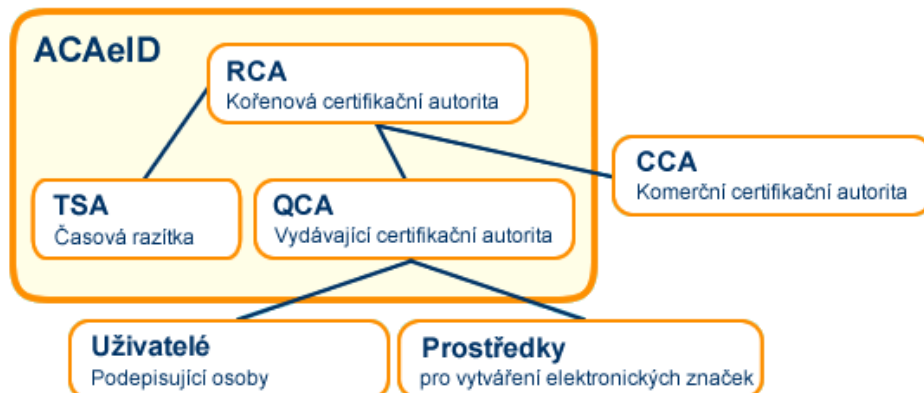 ACAeID
RCA
Kořenová certifikační autorita
CCA
Komerční certifikační autorita
TSA
Časová razítka
QCA
Vydávající certifikační autorita
Uživatelé
Podepisující osoby
Prostředky
pro vytváření elektronických značek